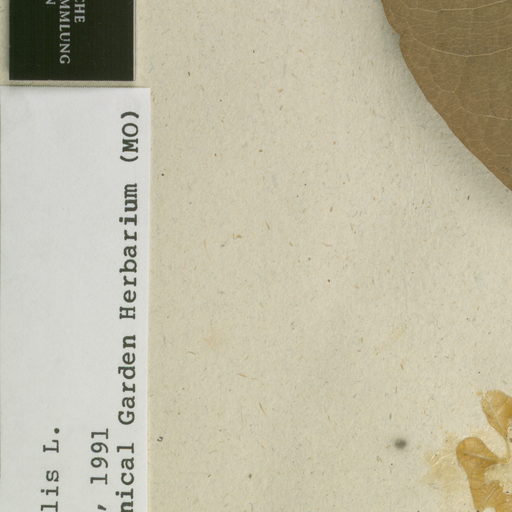 CHE
MMLUNG
N
lis L.
, 1991
nical Garden Herbarium (MO)